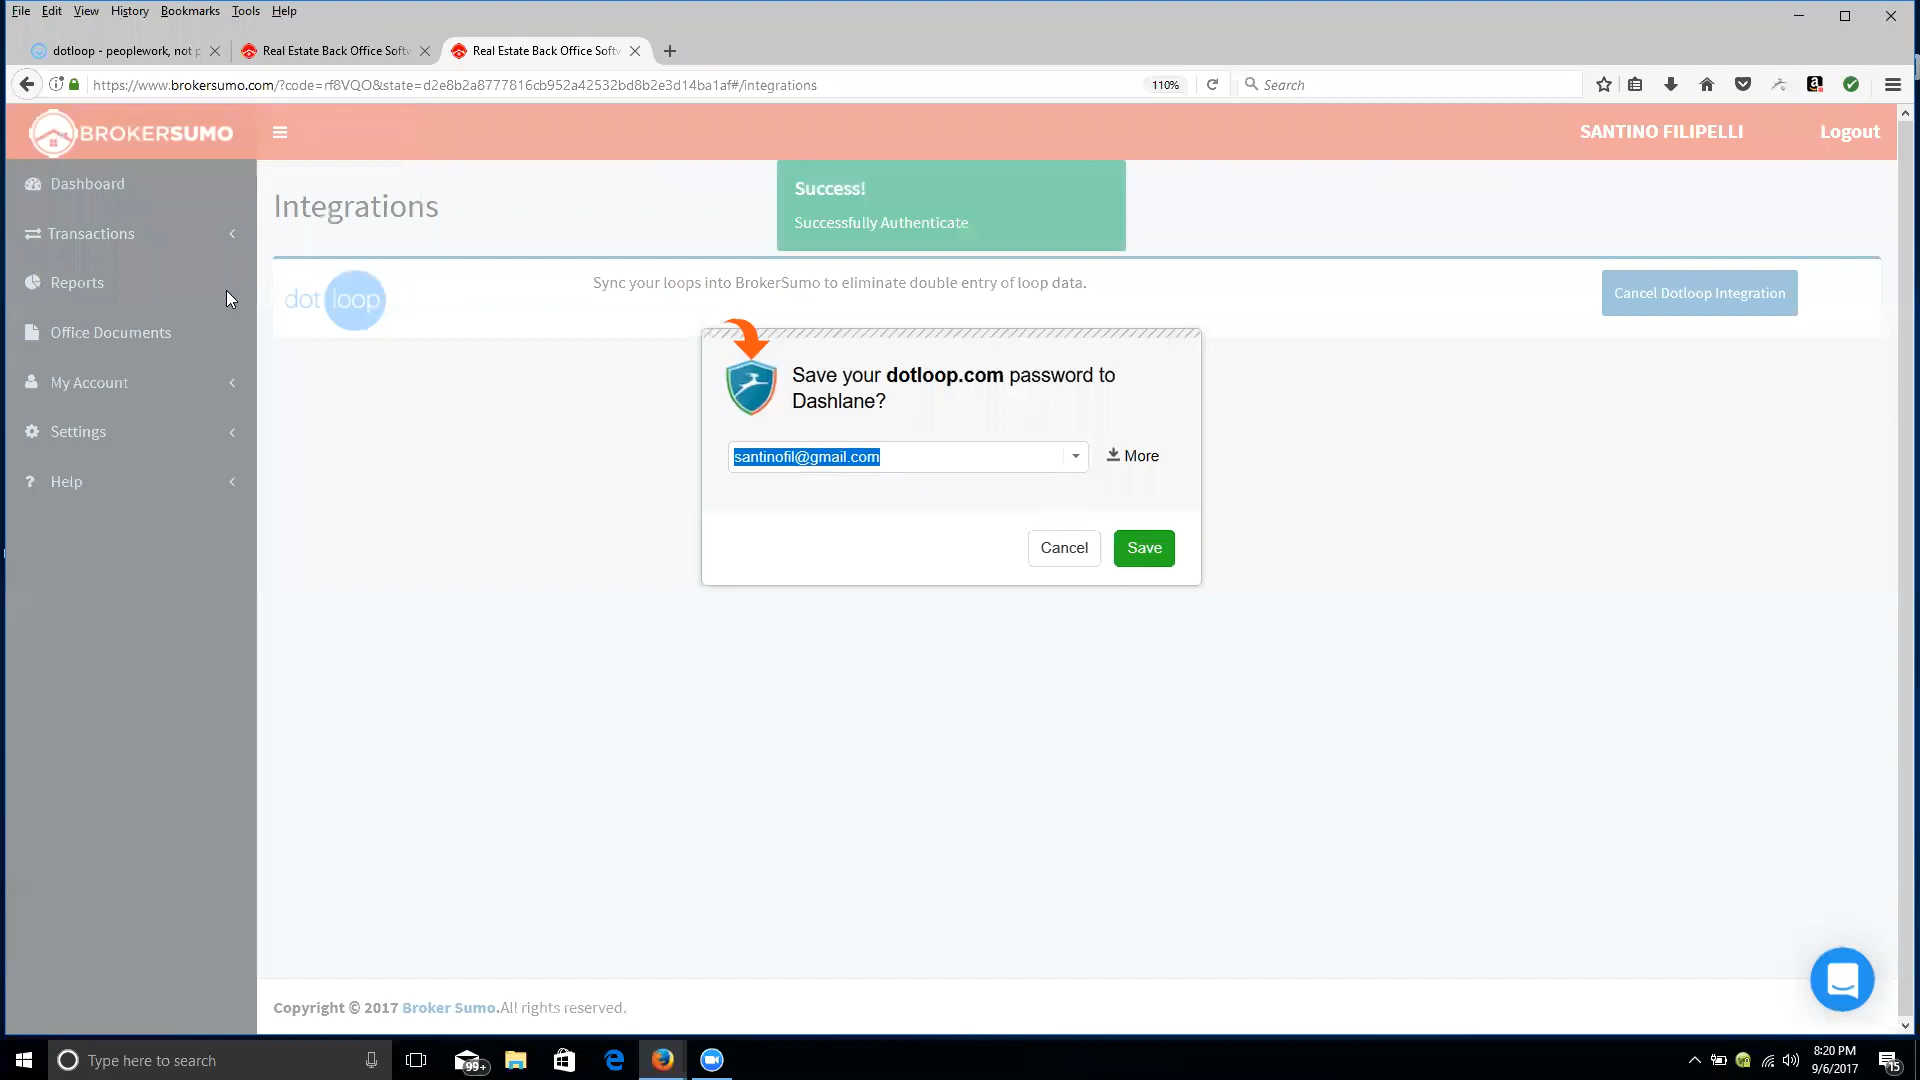 File Edit View History Bookmarks Tools Help
dotloop - peoplework, not p
Real Estate Back Office Softw
Real Estate Back Office Softw
https://www.brokersumo.com/?code=rf8VQO&state=d2e8b2a8777816cb952a42532bd8b2e3d14ba1af#/integrations
110%
Search
BROKERSUMO
SANTINO FILIPELLI
Logout
Dashboard
Transactions
Reports
Office Documents
My Account
Settings
Help
Integrations
Success!
Successfully Authenticate
dot loop
Sync your loops into BrokerSumo to eliminate double entry of loop data.
Cancel Dotloop Integration
Save your dotloop.com password to
Dashlane?
santinofil@gmail.com
More
Cancel
Save
Copyright © 2017 Broker Sumo.All rights reserved.
Type here to search
99+
8:20 PM
9/6/2017
15